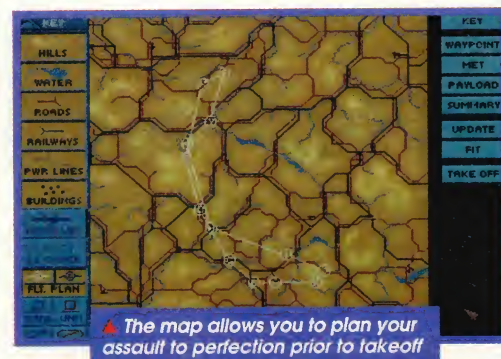 KEY
HILLS
WATER
ROADS
RAILWAYS
PWR. LINES
BUILDINGS
FLT. PLAN
KEY
WAYPOINT
MET
PAYLOAD
SUMMARY
UPDATE
FIT
TAKE OFF
The map allows you to plan your
assault to perfection prior to takeoff